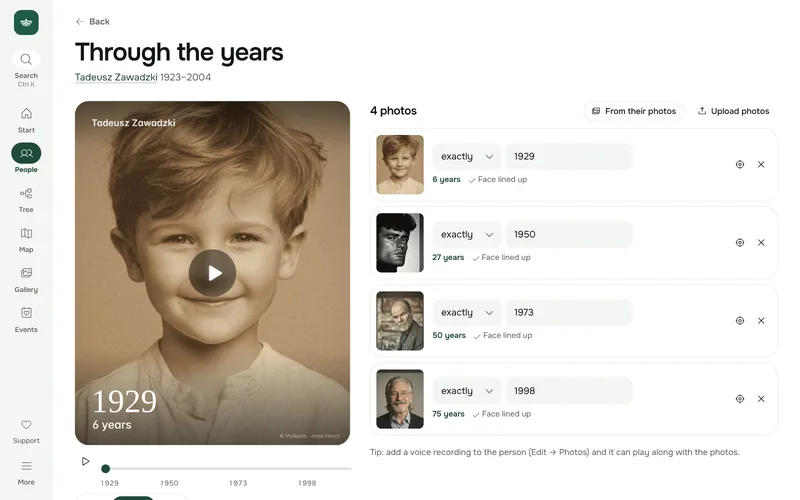 Back
Through the years
Tadeusz Zawadzki 1923–2004
Search
Ctrl K
Start
People
Tree
Map
Gallery
Events
Support
More
Tadeusz Zawadzki
1929
6 years
1929
1950
1973
1998
4 photos
From their photos
Upload photos
exactly
1929
6 years
Face lined up
exactly
1950
27 years
Face lined up
exactly
1973
50 years
Face lined up
exactly
1998
75 years
Face lined up
Tip: add a voice recording to the person (Edit → Photos) and it can play along with the photos.